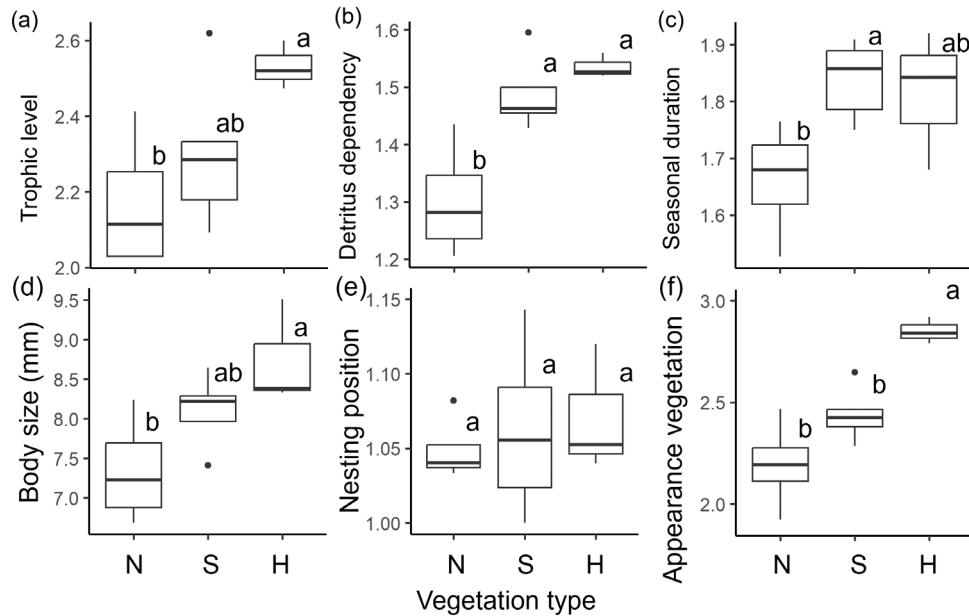 (a)
Trophic level
2.6
2.4
2.2
2.0
b
ab
a
(b)
Detritus dependency
1.6
1.5
1.4
1.3
1.2
b
a
a
(c)
Seasonal duration
1.9
1.8
1.7
1.6
b
a
ab
(d)
Body size (mm)
9.5
9.0
8.5
8.0
7.5
7.0
b
ab
a
N S H
(e)
Nesting position
1.15
1.10
1.05
1.00
a
a
a
N S H
(f)
Appearance vegetation
3.0
2.5
2.0
b
b
a
N S H
Vegetation type